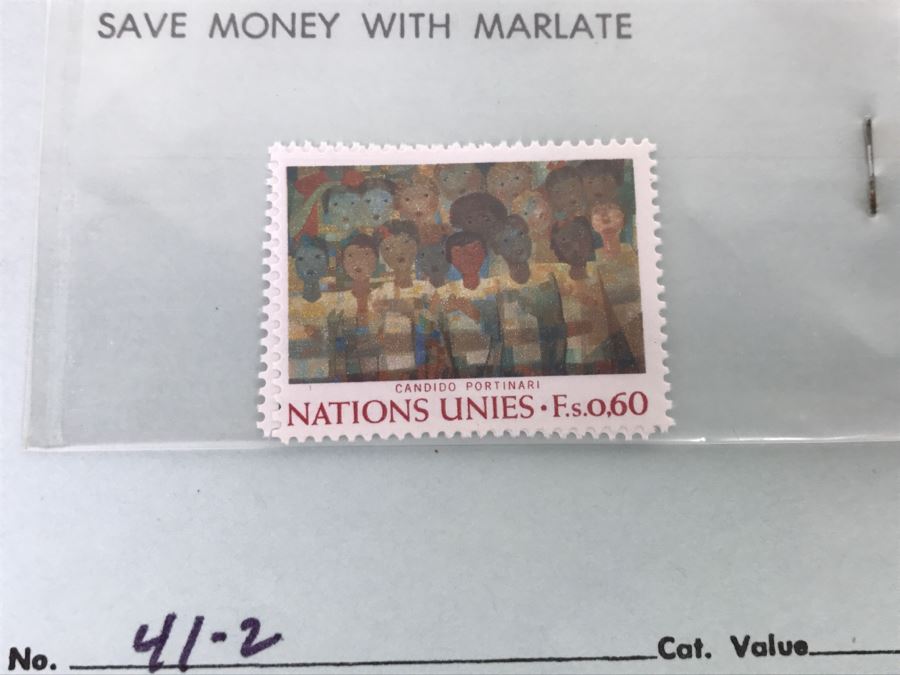 SAVE MONEY WITH MARLATE
CANDIDO PORTINARI
NATIONS UNIES · F.s.0,60
No. 41-2 Cat. Value